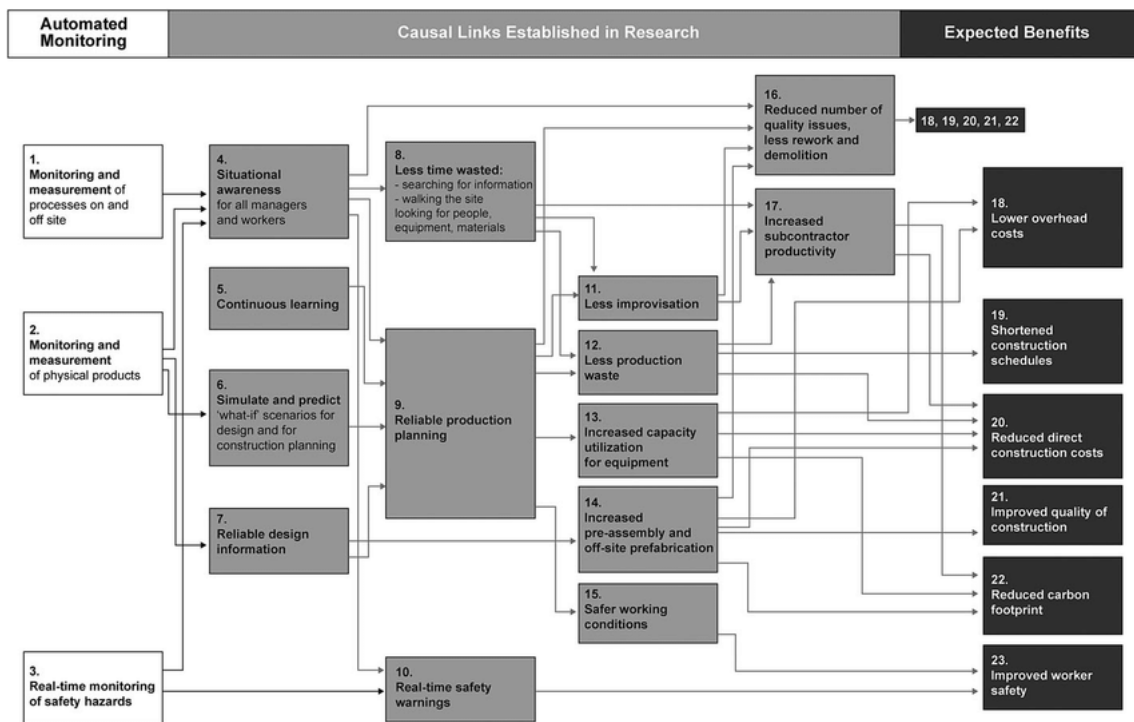 Automated
Monitoring
Causal Links Established in Research
Expected Benefits
1.
Monitoring and
measurement of
processes on and
off site
2.
Monitoring and
measurement
of physical products
3.
Real-time monitoring
of safety hazards
4.
Situational
awareness
for all managers
and workers
5.
Continuous learning
6.
Simulate and predict
‘what-if’ scenarios for
design and for
construction planning
7.
Reliable design
information
8.
Less time wasted:
- searching for information
- walking the site
looking for people,
equipment, materials
9.
Reliable production
planning
10.
Real-time safety
warnings
11.
Less improvisation
12.
Less production
waste
13.
Increased capacity
utilization
for equipment
14.
Increased
pre-assembly and
off-site prefabrication
15.
Safer working
conditions
16.
Reduced number of
quality issues,
less rework and
demolition
17.
Increased
subcontractor
productivity
18, 19, 20, 21, 22
18.
Lower overhead
costs
19.
Shortened
construction
schedules
20.
Reduced direct
construction costs
21.
Improved quality of
construction
22.
Reduced carbon
footprint
23.
Improved worker
safety